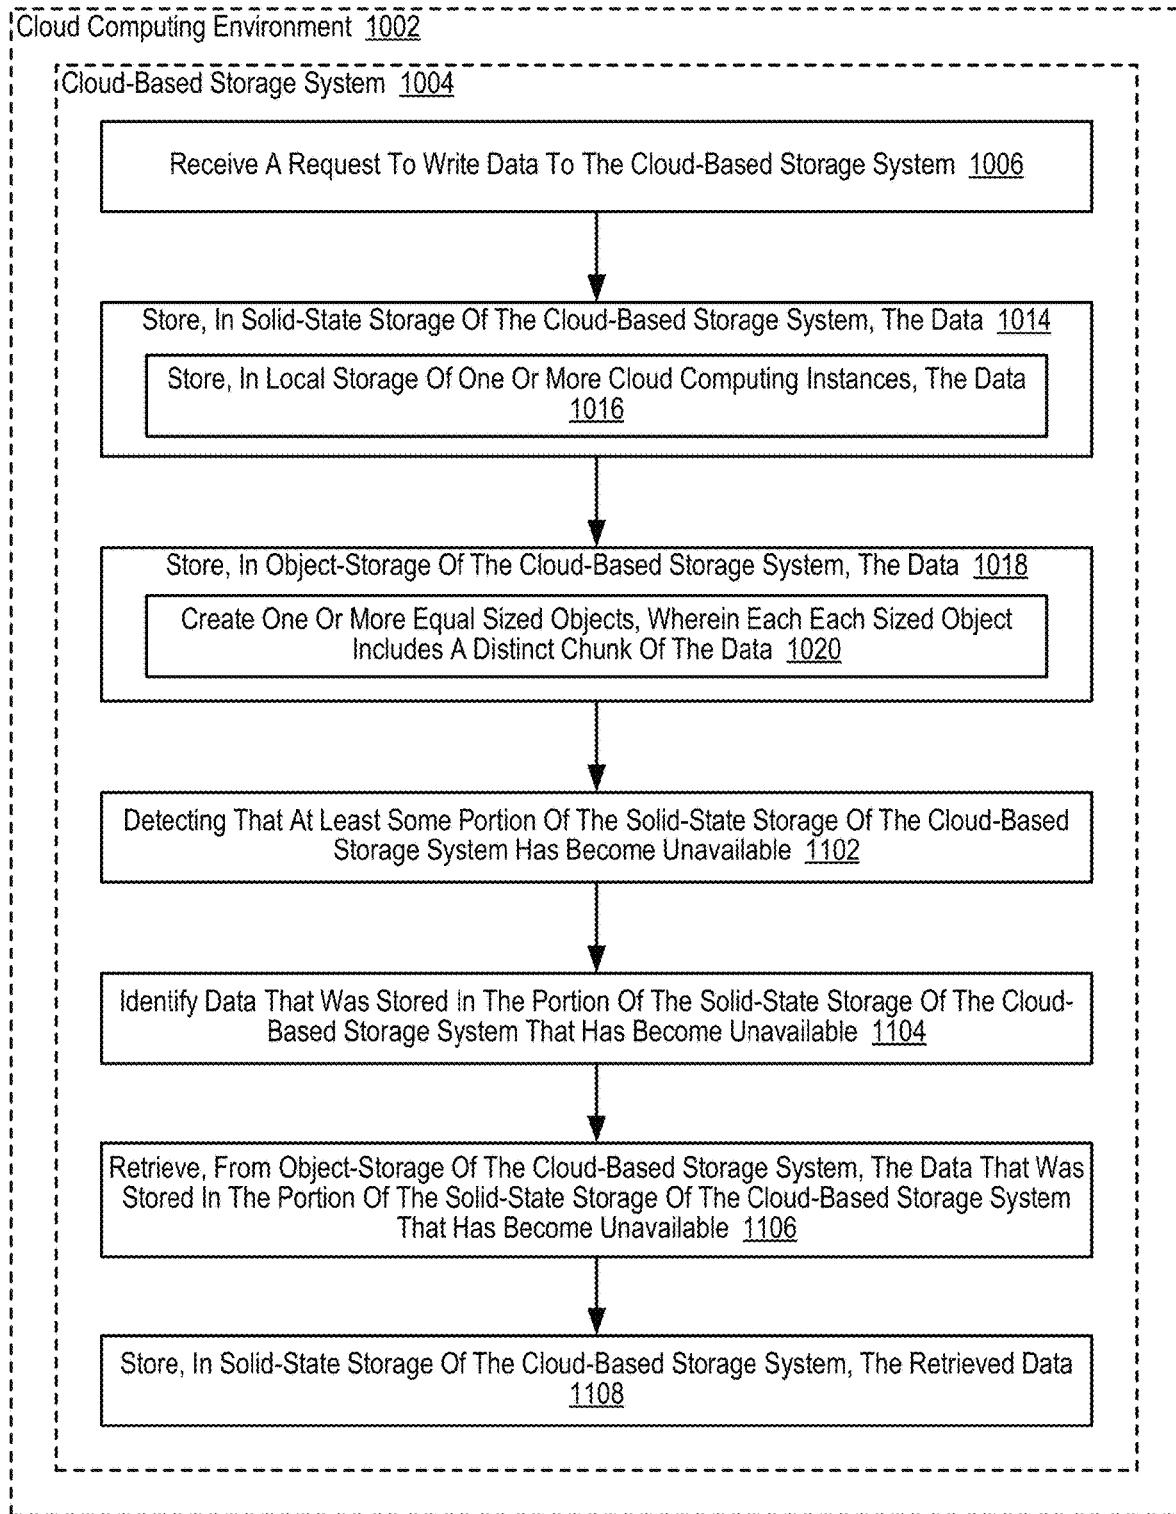 Cloud Computing Environment 1002
Cloud-Based Storage System 1004
Receive A Request To Write Data To The Cloud-Based Storage System 1006
Store, In Solid-State Storage Of The Cloud-Based Storage System, The Data 1014
Store, In Local Storage Of One Or More Cloud Computing Instances, The Data
1016
Store, In Object-Storage Of The Cloud-Based Storage System, The Data 1018
Create One Or More Equal Sized Objects, Wherein Each Each Sized Object
Includes A Distinct Chunk Of The Data 1020
Detecting That At Least Some Portion Of The Solid-State Storage Of The Cloud-Based
Storage System Has Become Unavailable 1102
Identify Data That Was Stored In The Portion Of The Solid-State Storage Of The Cloud-
Based Storage System That Has Become Unavailable 1104
Retrieve, From Object-Storage Of The Cloud-Based Storage System, The Data That Was
Stored In The Portion Of The Solid-State Storage Of The Cloud-Based Storage System
That Has Become Unavailable 1106
Store, In Solid-State Storage Of The Cloud-Based Storage System, The Retrieved Data
1108